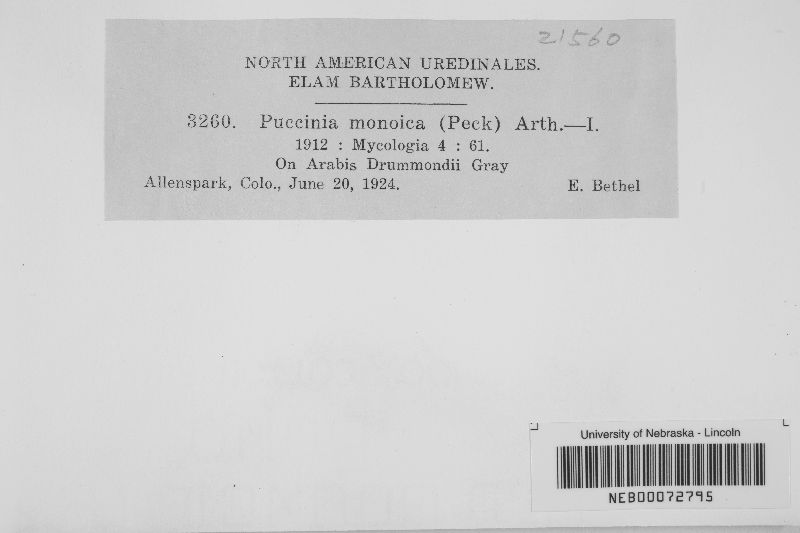 21560
NORTH AMERICAN UREDINALES.
ELAM BARTHOLOMEW.
3260. Puccinia monoica (Peck) Arth.—I.
1912 : Mycologia 4 : 61.
On Arabis Drummondii Gray
Allenspark, Colo., June 20, 1924. E. Bethel
University of Nebraska - Lincoln
NEB00072795